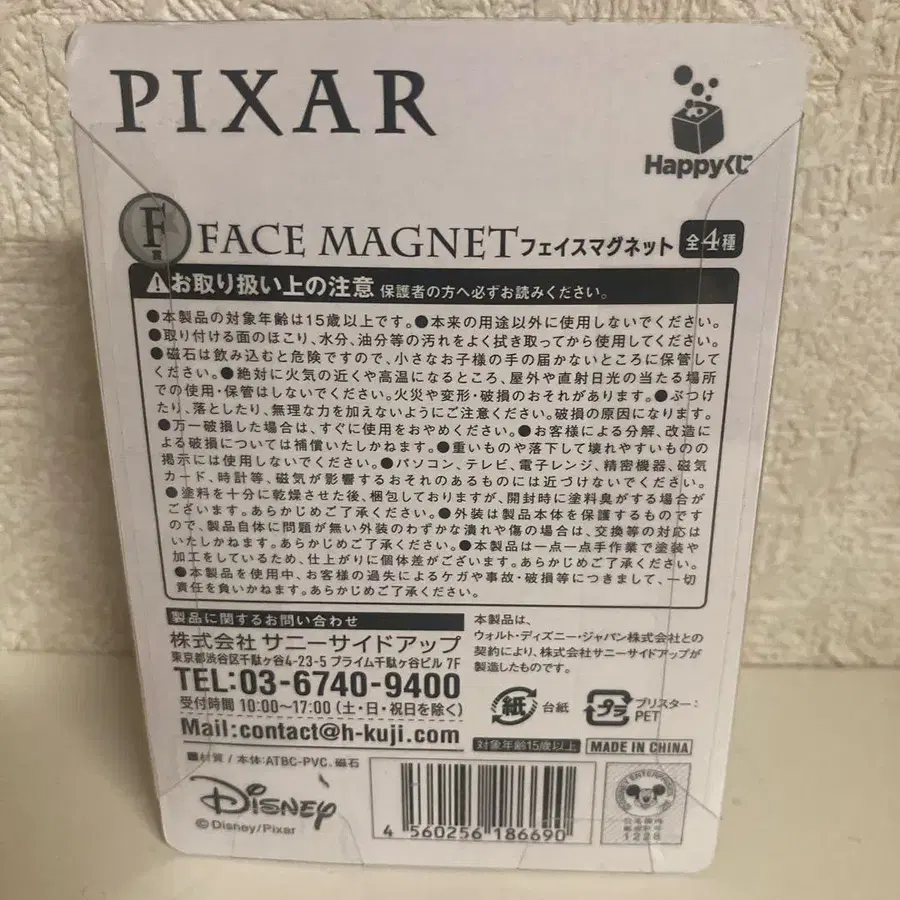 PIXAR
Happyくじ
F賞
FACE MAGNET フェイスマグネット 全4種
お取り扱い上の注意 保護者の方へ必ずお読みください。
●本製品の対象年齢は15歳以上です。●本来の用途以外に使用しないでください。
●取り付ける面のほこり、水分、油分等の汚れをよく拭き取ってから使用してください。
●磁石は飲み込むと危険ですので、小さなお子様の手の届かないところに保管して
ください。●絶対に火気の近くや高温になるところ、屋外や直射日光の当たる場所
での使用・保管はしないでください。火災や変形・破損のおそれがあります。●ぶつけ
たり、落としたり、無理な力を加えないようにご注意ください。破損の原因になります。
●万一破損した場合は、すぐに使用をおやめください。●お客様による分解、改造に
よる破損については補償いたしかねます。●重いものや落下して壊れやすいものの
掲示には使用しないでください。●パソコン、テレビ、電子レンジ、精密機器、磁気
カード、時計等、磁気が影響するおそれのあるものには近づけないでください。
●塗料を十分に乾燥させた後、梱包しておりますが、開封時に塗料臭がする場合が
ございます。あらかじめご了承ください。●外装は製品本体を保護するものです
ので、製品自体に問題が無い外装のわずかな潰れや傷の場合は、交換等の対応は
いたしかねます。あらかじめご了承ください。●本製品は一点一点手作業で塗装や
加工をしているため、仕上がりに個体差がございます。あらかじめご了承ください。
●本製品を使用中、お客様の過失によるケガや事故・破損等につきまして、一切
責任を負いかねます。あらかじめご了承ください。
製品に関するお問い合わせ
株式会社 サニーサイドアップ
東京都渋谷区千駄ヶ谷4-23-5 プライム千駄ヶ谷ビル 7F
TEL:03-6740-9400
受付時間 10:00〜17:00 (土・日・祝日を除く)
Mail:contact@h-kuji.com
本製品は、
ウォルト・ディズニー・ジャパン株式会社との
契約により、株式会社サニーサイドアップが
製造したものです。
紙 台紙
プラ ブリスター:
PET
対象年齢15歳以上
MADE IN CHINA
■材質/本体:ATBC-PVC、磁石
Disney
©Disney/Pixar
4 560256 186690
1228